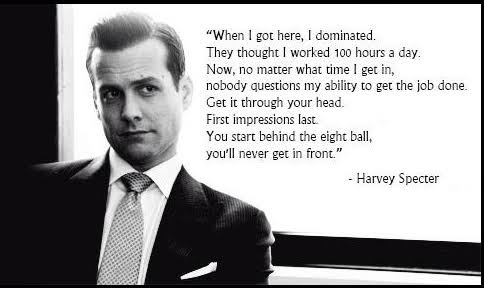 “When I got here, I dominated.
They thought I worked 100 hours a day.
Now, no matter what time I get in,
nobody questions my ability to get the job done.
Get it through your head.
First impressions last.
You start behind the eight ball,
you'll never get in front.”
- Harvey Specter